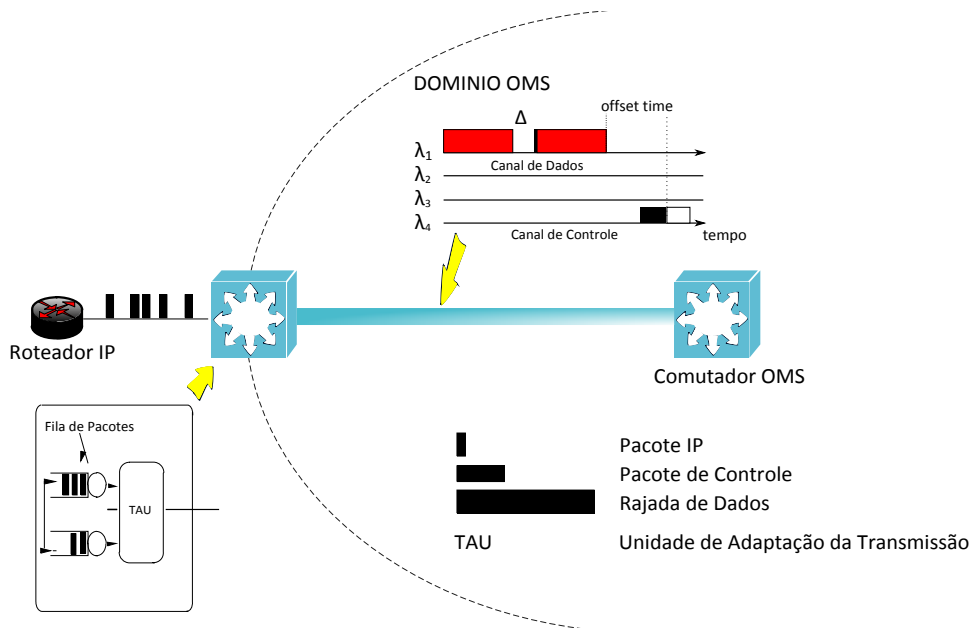 DOMINIO OMS
offset time
Δ
λ1
Canal de Dados
λ2
λ3
λ4
Canal de Controle
tempo
Roteador IP
Comutador OMS
Fila de Pacotes
TAU
Pacote IP
Pacote de Controle
Rajada de Dados
TAU Unidade de Adaptação da Transmissão